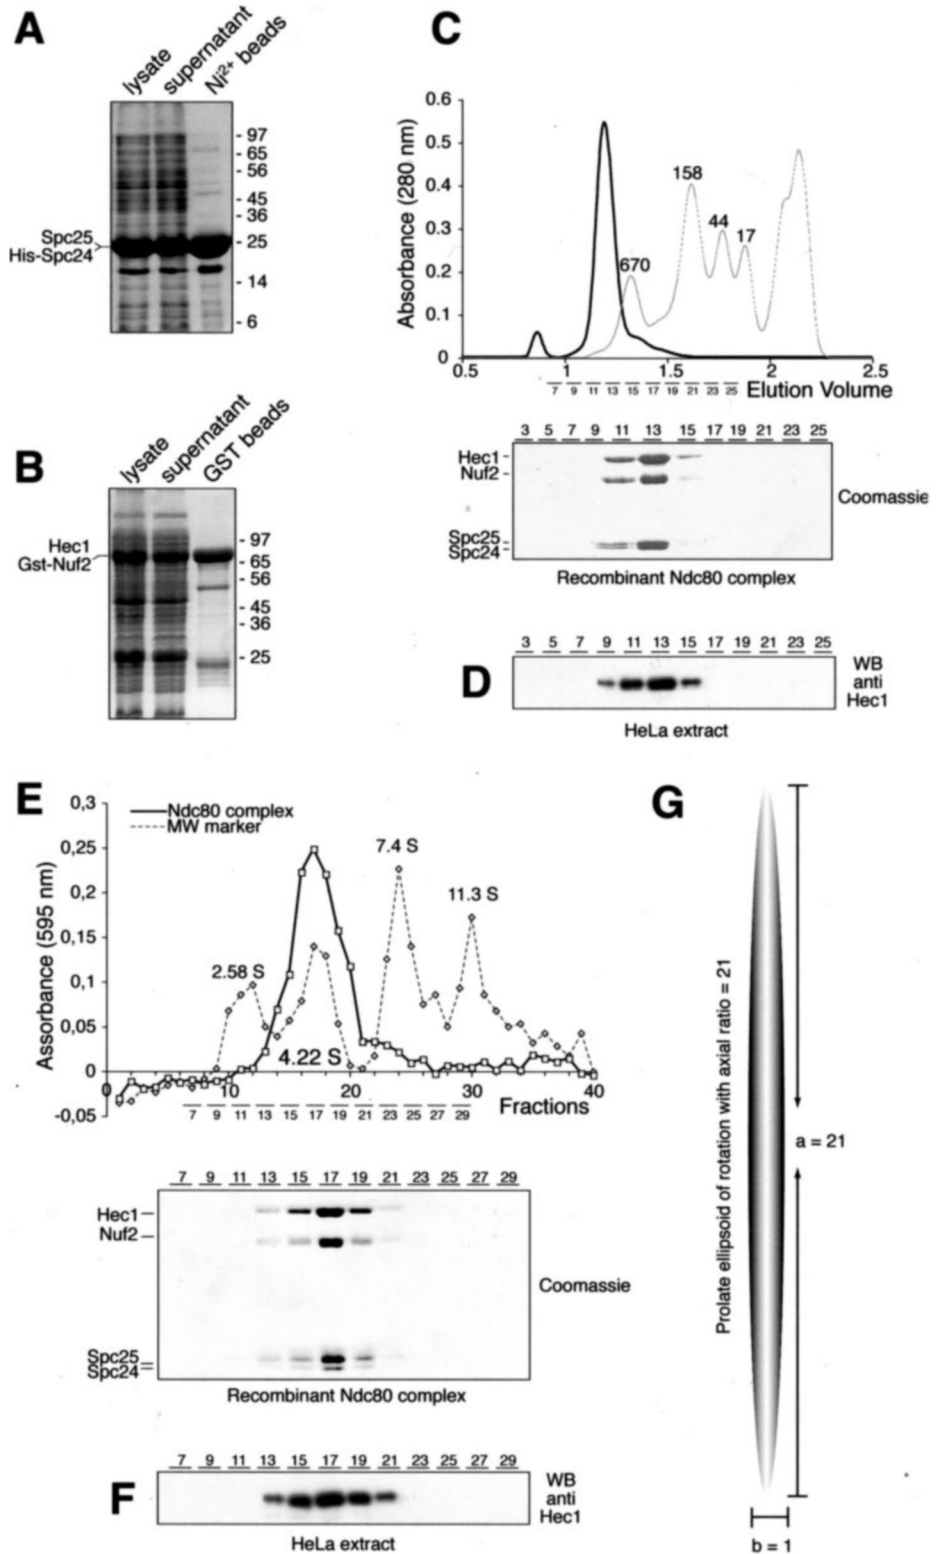 A
lysate
supernatant
Ni2+ beads
- 97
- 65
- 56
- 45
- 36
Spc25
His-Spc24
- 25
- 14
- 6
B
lysate
supernatant
GST beads
Hec1
Gst-Nuf2
- 97
- 65
- 56
- 45
- 36
- 25
C
Absorbance (280 nm)
0.6
0.5
0.4
0.3
0.2
0.1
0
670
158
44
17
0.5 1 1.5 2 2.5
7 9 11 13 15 17 19 21 23 25 Elution Volume
3 5 7 9 11 13 15 17 19 21 23 25
Hec1 -
Nuf2 -
Spc25
Spc24
Coomassie
Recombinant Ndc80 complex
3 5 7 9 11 13 15 17 19 21 23 25
D
WB
anti
Hec1
HeLa extract
E
Assorbance (595 nm)
0,3
0,25
0,2
0,15
0,1
0,05
0
-0,05
Ndc80 complex
MW marker
2.58 S
4.22 S
7.4 S
11.3 S
0 10 20 30 40
Fractions
7 9 11 13 15 17 19 21 23 25 27 29
7 9 11 13 15 17 19 21 23 25 27 29
Hec1
Nuf2
Spc25
Spc24
Coomassie
Recombinant Ndc80 complex
7 9 11 13 15 17 19 21 23 25 27 29
F
WB
anti
Hec1
HeLa extract
G
Prolate ellipsoid of rotation with axial ratio = 21
a = 21
b = 1